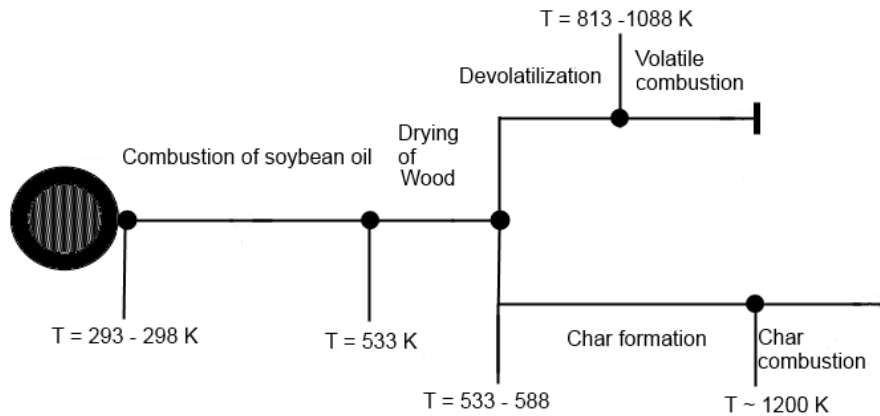 T = 813 -1088 K
Devolatilization
Volatile
combustion
Combustion of soybean oil
Drying
of
Wood
T = 293 - 298 K
T = 533 K
T = 533 - 588
Char formation
Char
combustion
T ~ 1200 K